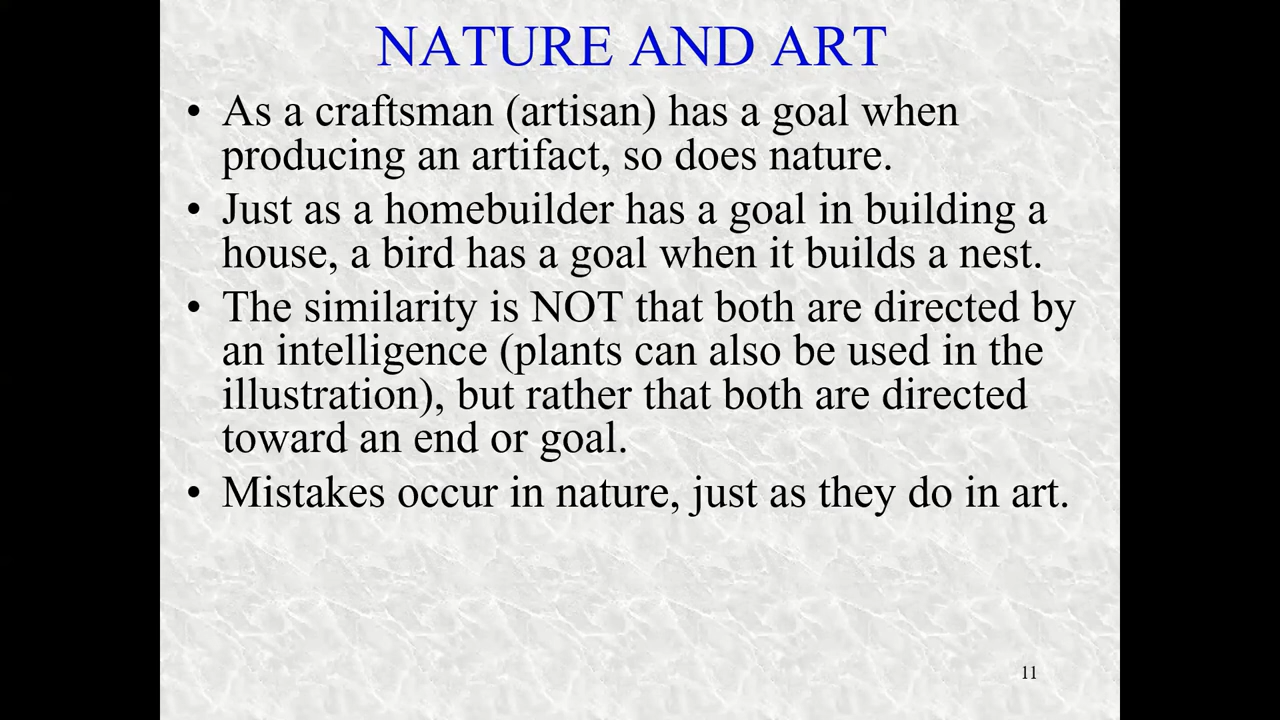 NATURE AND ART
• As a craftsman (artisan) has a goal when
producing an artifact, so does nature.
• Just as a homebuilder has a goal in building a
house, a bird has a goal when it builds a nest.
• The similarity is NOT that both are directed by
an intelligence (plants can also be used in the
illustration), but rather that both are directed
toward an end or goal.
• Mistakes occur in nature, just as they do in art.
11